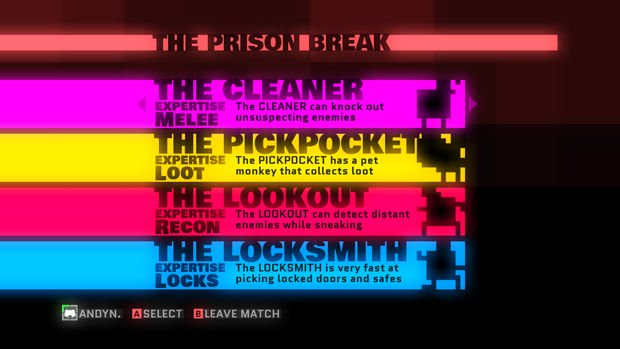 THE PRISON BREAK
THE CLEANER
EXPERTISE
MELEE
The CLEANER can knock out
unsuspecting enemies
THE PICKPOCKET
EXPERTISE
LOOT
The PICKPOCKET has a pet
monkey that collects loot
THE LOOKOUT
EXPERTISE
RECON
The LOOKOUT can detect distant
enemies while sneaking
THE LOCKSMITH
EXPERTISE
LOCKS
The LOCKSMITH is very fast at
picking locked doors and safes
ANDYN. A SELECT B LEAVE MATCH